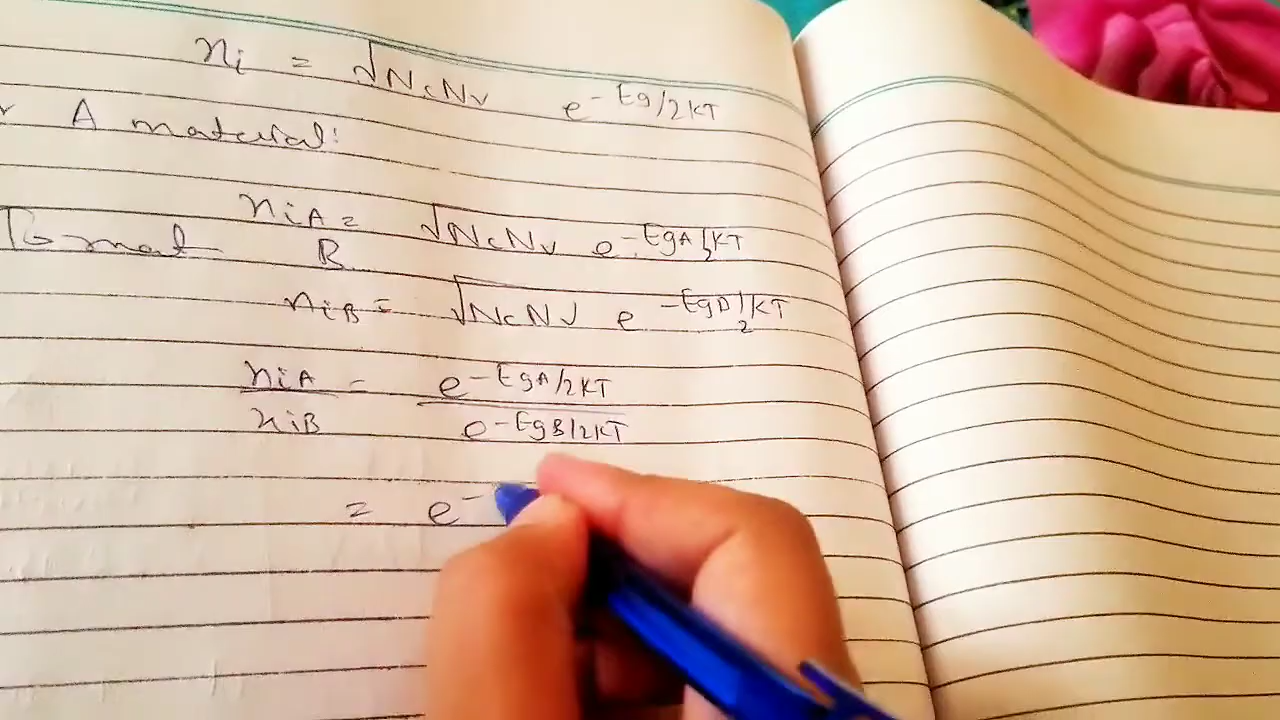 ni = √NcNv e^-Eg/2KT
A material:
niA = √NcNv e^-EgA/2KT
B
niB = √NcNv e^-EgB/2KT
niA/niB = e^-EgA/2KT / e^-EgB/2KT
= e^-